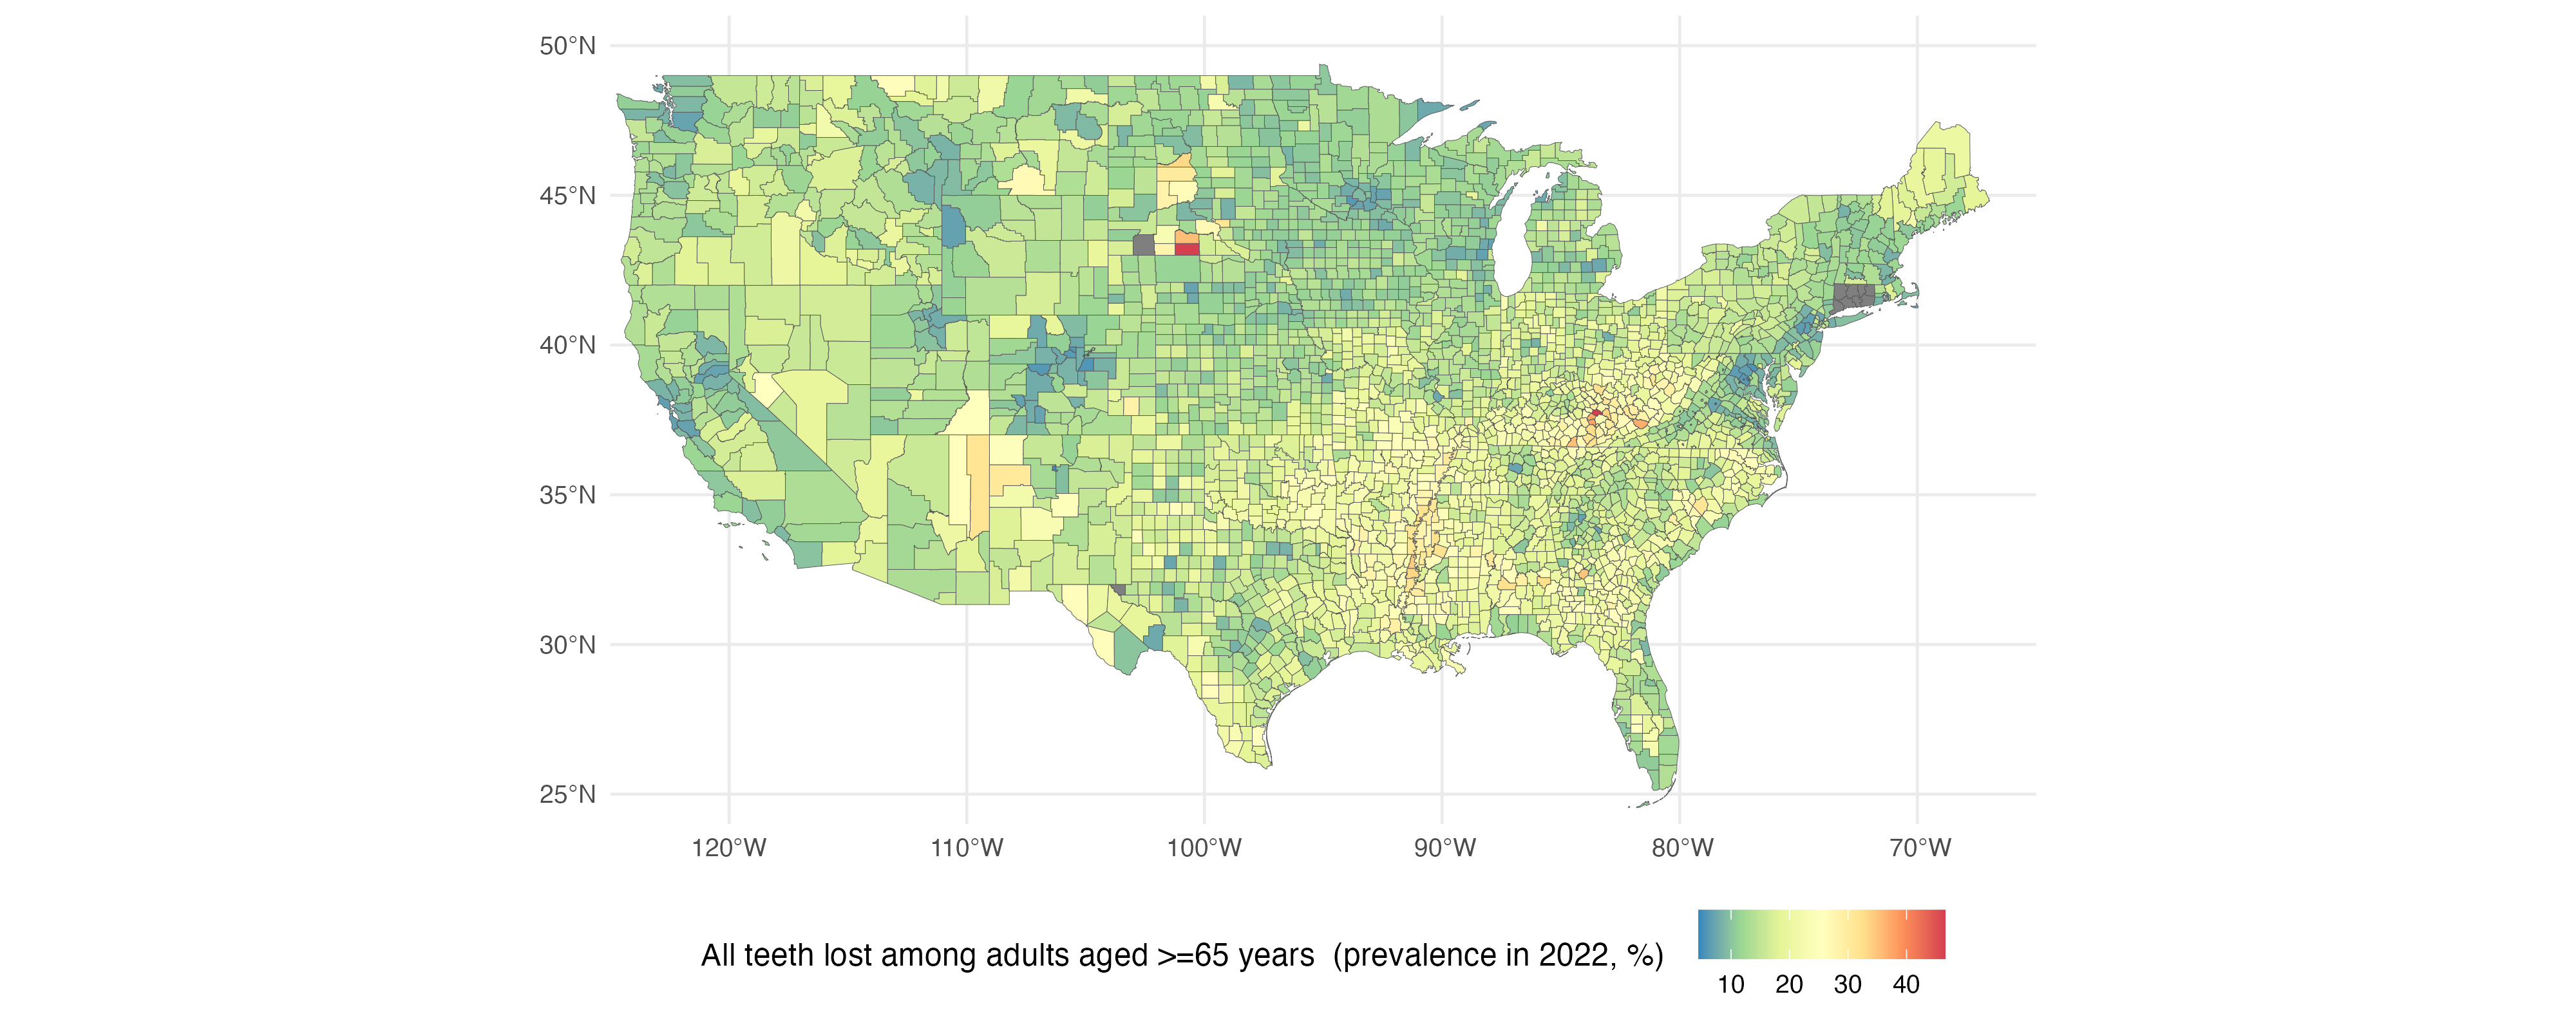 50°N
45°N
40°N
35°N
30°N
25°N
120°W 110°W 100°W 90°W 80°W 70°W
All teeth lost among adults aged >=65 years  (prevalence in 2022, %)
10 20 30 40